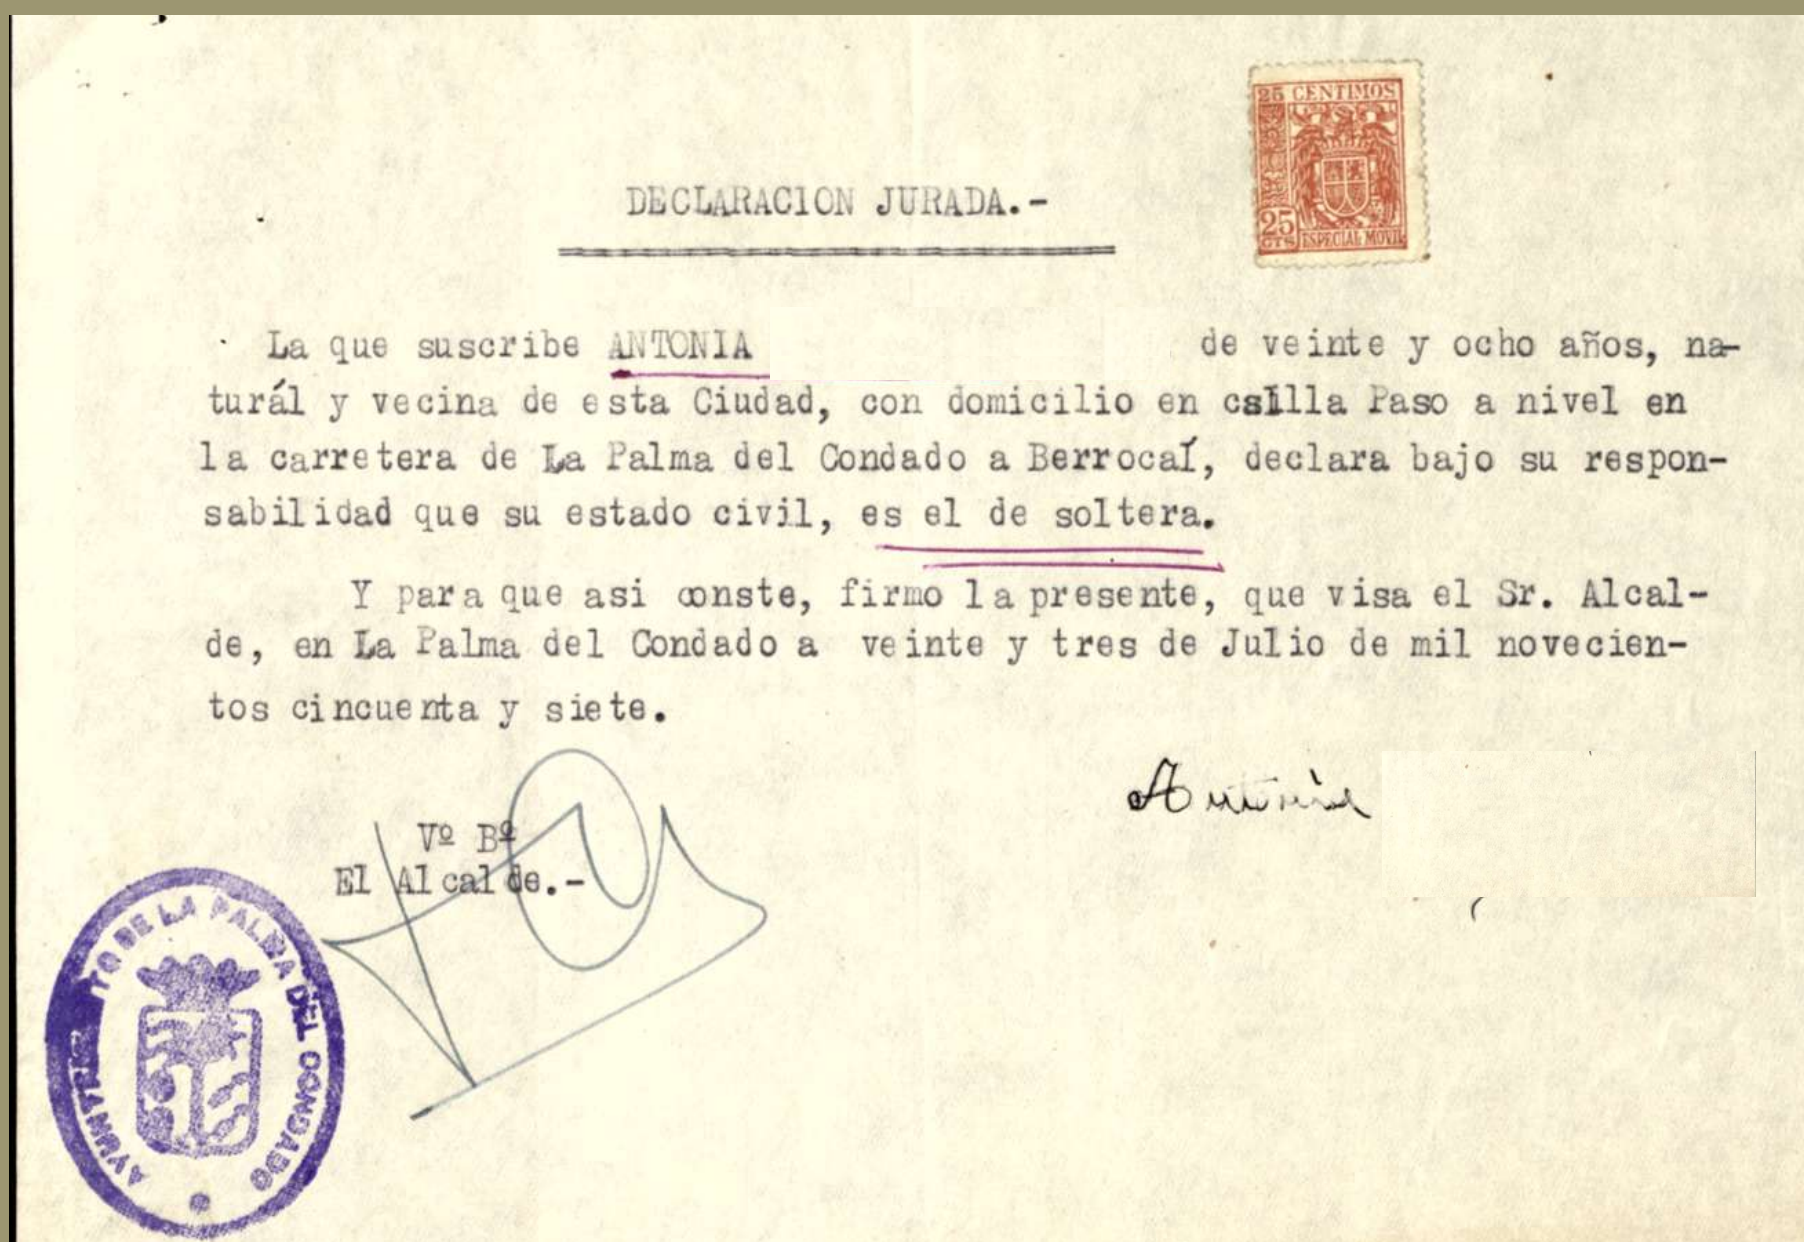 25 CENTIMOS
25
CTS ESPECIAL MOVIL
DECLARACION JURADA.-
La que suscribe ANTONIA de veinte y ocho años, na-
turál y vecina de esta Ciudad, con domicilio en csilla Paso a nivel en
la carretera de La Palma del Condado a Berrocal, declara bajo su respon-
sabilidad que su estado civil, es el de soltera.
Y para que asi conste, firmo la presente, que visa el Sr. Alcal-
de, en La Palma del Condado a veinte y tres de Julio de mil novecien-
tos cincuenta y siete.
Antonia
Vº Bº
El Alcalde.-
DE LA PALMA DEL CONDADO